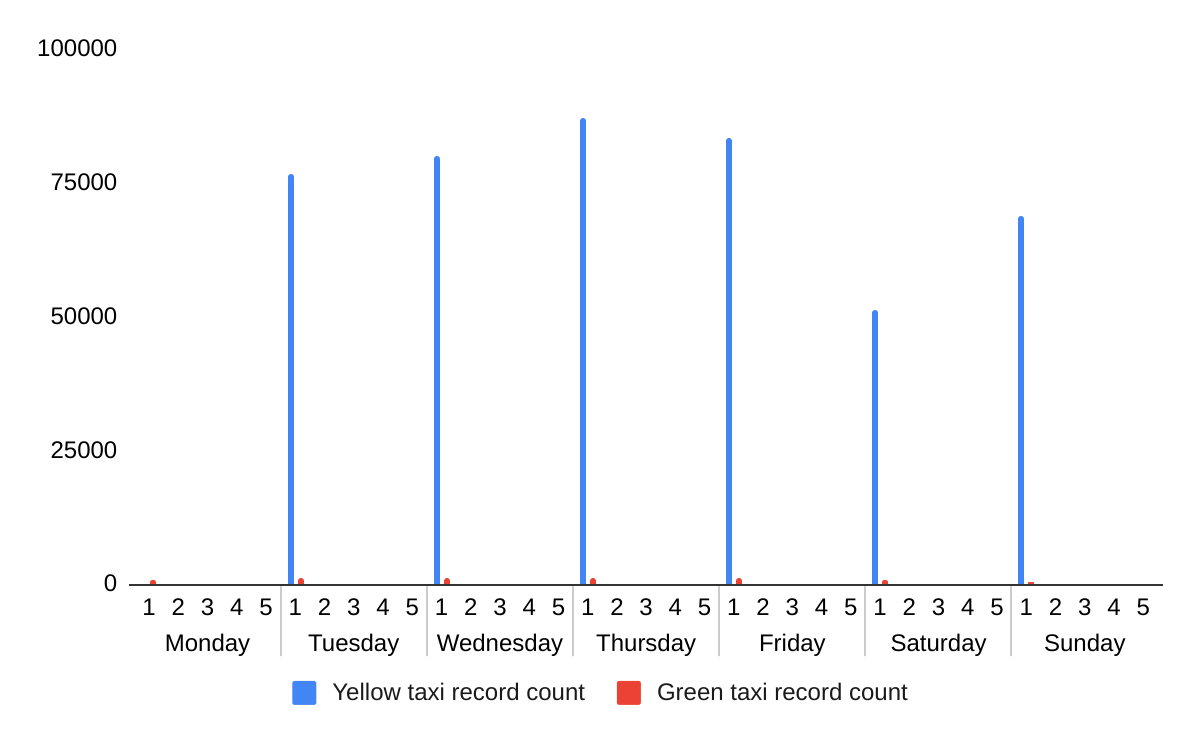 100000
75000
50000
25000
0
1 2 3 4 5 1 2 3 4 5 1 2 3 4 5 1 2 3 4 5 1 2 3 4 5 1 2 3 4 5 1 2 3 4 5
Monday Tuesday Wednesday Thursday Friday Saturday Sunday
Yellow taxi record count Green taxi record count